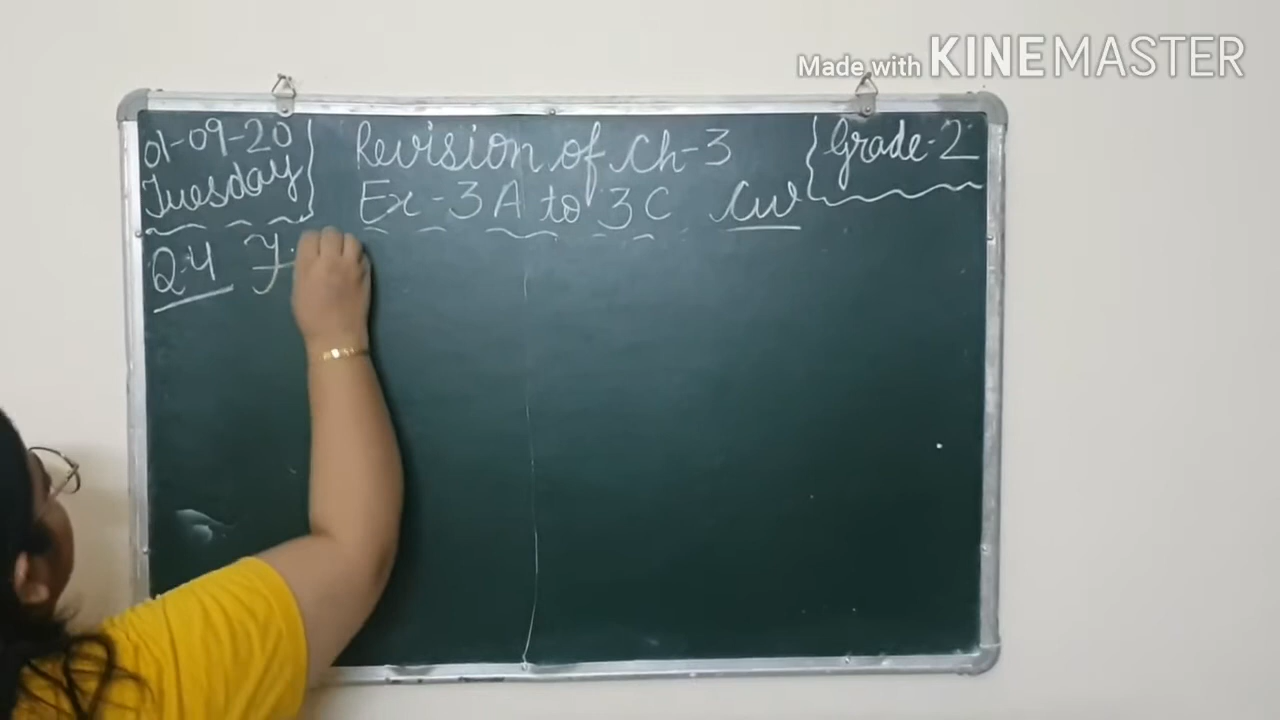 Made with KINEMASTER
01-09-20
Tuesday
Revision of Ch-3
Ex-3A to 3C CW
Grade-2
Q.4